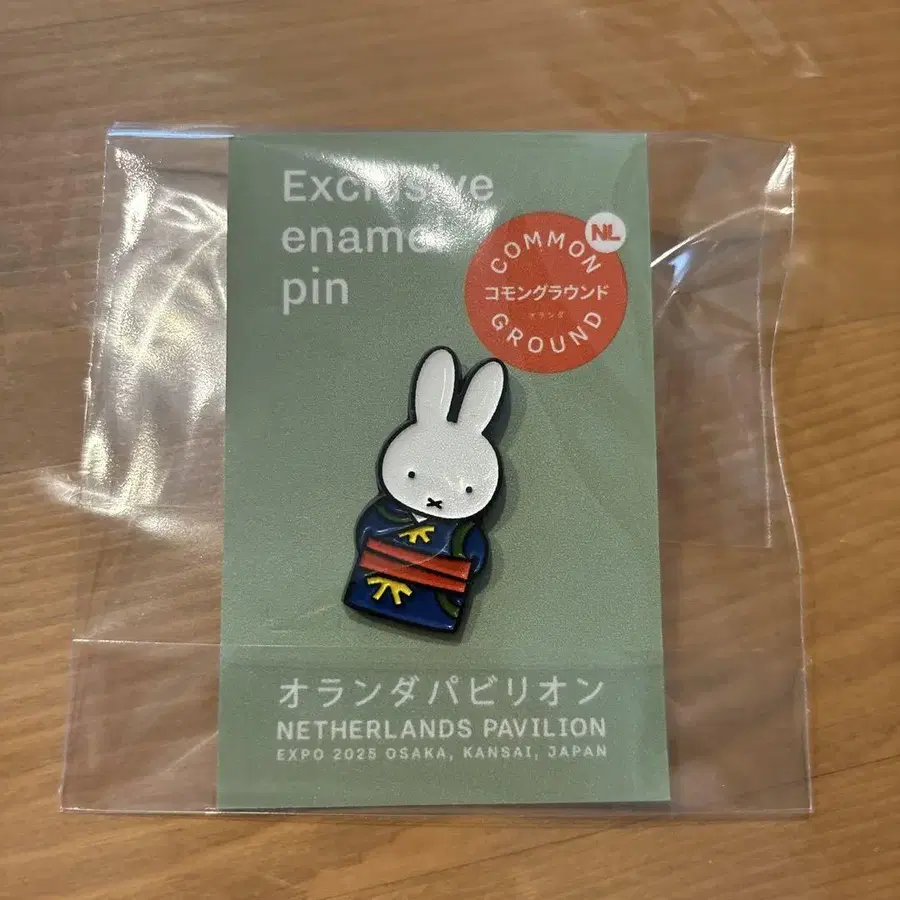 Exclusive
enamel
pin
NL
COMMON
コモングラウンド
オランダ
GROUND
オランダパビリオン
NETHERLANDS PAVILION
EXPO 2025 OSAKA, KANSAI, JAPAN